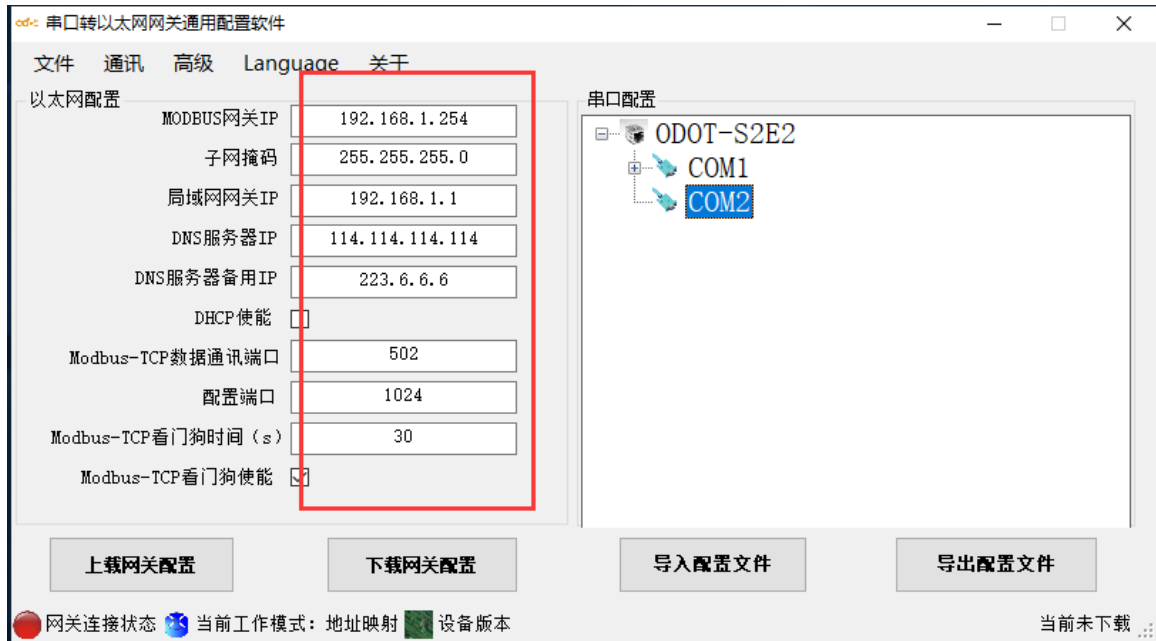 odot 串口转以太网网关通用配置软件
文件 通讯 高级 Language 关于
以太网配置
MODBUS网关IP 192.168.1.254
子网掩码 255.255.255.0
局域网网关IP 192.168.1.1
DNS服务器IP 114.114.114.114
DNS服务器备用IP 223.6.6.6
DHCP使能
Modbus-TCP数据通讯端口 502
配置端口 1024
Modbus-TCP看门狗时间（s） 30
Modbus-TCP看门狗使能
串口配置
ODOT-S2E2
COM1
COM2
上载网关配置 下载网关配置 导入配置文件 导出配置文件
网关连接状态 当前工作模式：地址映射 设备版本 当前未下载